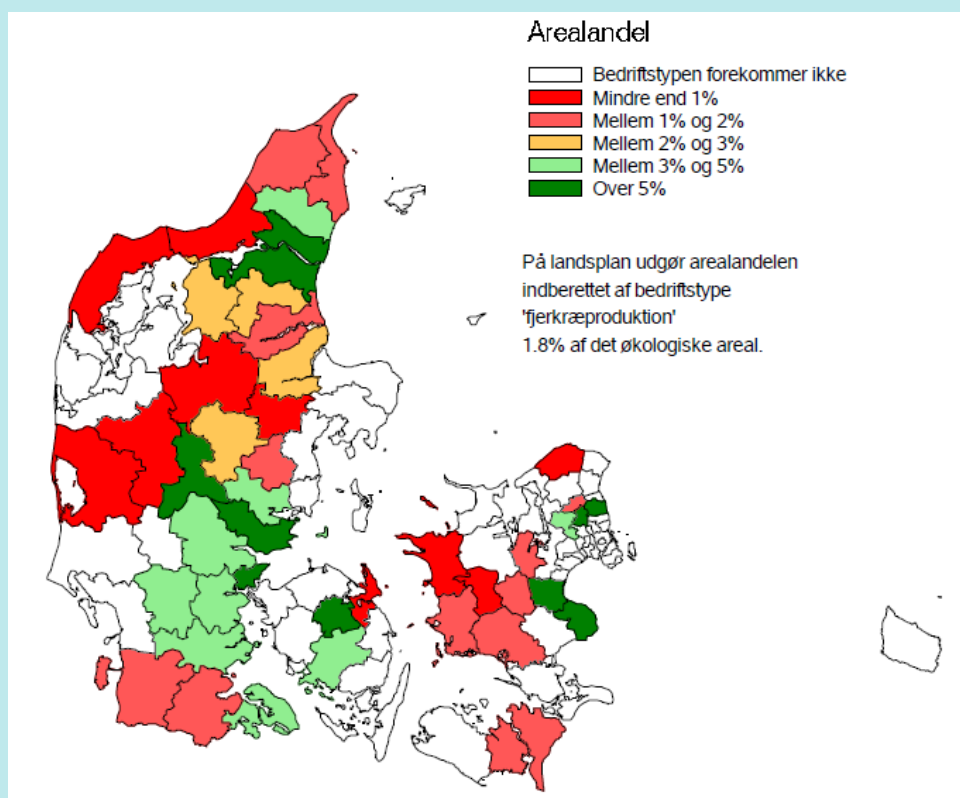 Arealandel
Bedriftstypen forekommer ikke
Mindre end 1%
Mellem 1% og 2%
Mellem 2% og 3%
Mellem 3% og 5%
Over 5%
På landsplan udgør arealandelen
indberettet af bedriftstype
'fjerkræproduktion'
1.8% af det økologiske areal.